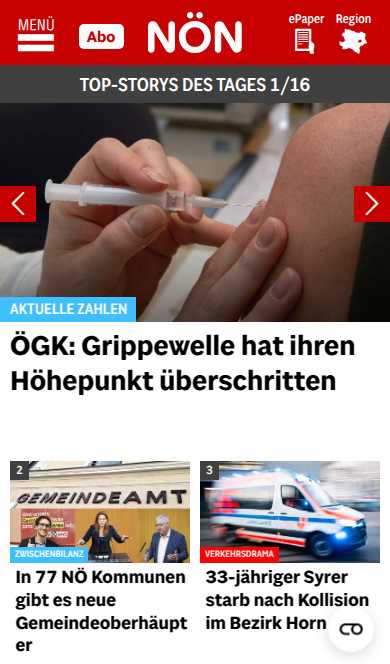 MENÜ
Abo
NÖN
ePaper
Region
TOP-STORYS DES TAGES 1/16
AKTUELLE ZAHLEN
ÖGK: Grippewelle hat ihren
Höhepunkt überschritten
2
GEMEINDEAMT
ZWISCHENBILANZ
In 77 NÖ Kommunen
gibt es neue
Gemeindeoberhäupt
er
3
VERKEHRSDRAMA
33-jähriger Syrer
starb nach Kollision
im Bezirk Horn